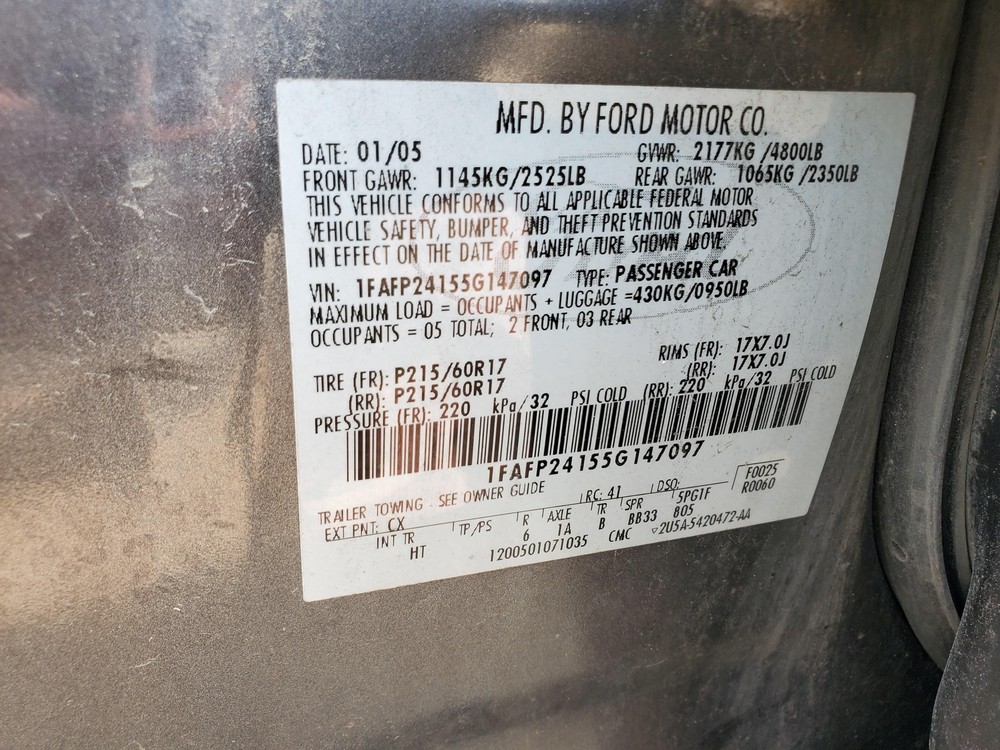 MFD. BY FORD MOTOR CO.
DATE: 01/05 GVWR: 2177KG /4800LB
FRONT GAWR: 1145KG/2525LB REAR GAWR: 1065KG/2350LB
THIS VEHICLE CONFORMS TO ALL APPLICABLE FEDERAL MOTOR
VEHICLE SAFETY, BUMPER, AND THEFT PREVENTION STANDARDS
IN EFFECT ON THE DATE OF MANUFACTURE SHOWN ABOVE.
VIN: 1FAFP24155G147097 TYPE: PASSENGER CAR
MAXIMUM LOAD = OCCUPANTS + LUGGAGE =430KG/0950LB
OCCUPANTS = 05 TOTAL; 2 FRONT, 03 REAR
TIRE (FR): P215/60R17 RIMS (FR): 17X7.0J
(RR): P215/60R17 (RR): 17X7.0J
PRESSURE (FR): 220 kPa/32 PSI COLD (RR): 220 kPa/32 PSI COLD
1FAFP24155G147097
TRAILER TOWING - SEE OWNER GUIDE RC: 41 DSO: F0025
EXT PNT: CX TP/PS R AXLE TR SPR 5PG1F R0060
INT TR 6 1A B BB33 805
HT 1200501071035 CMC ▽2U5A-5420472-AA